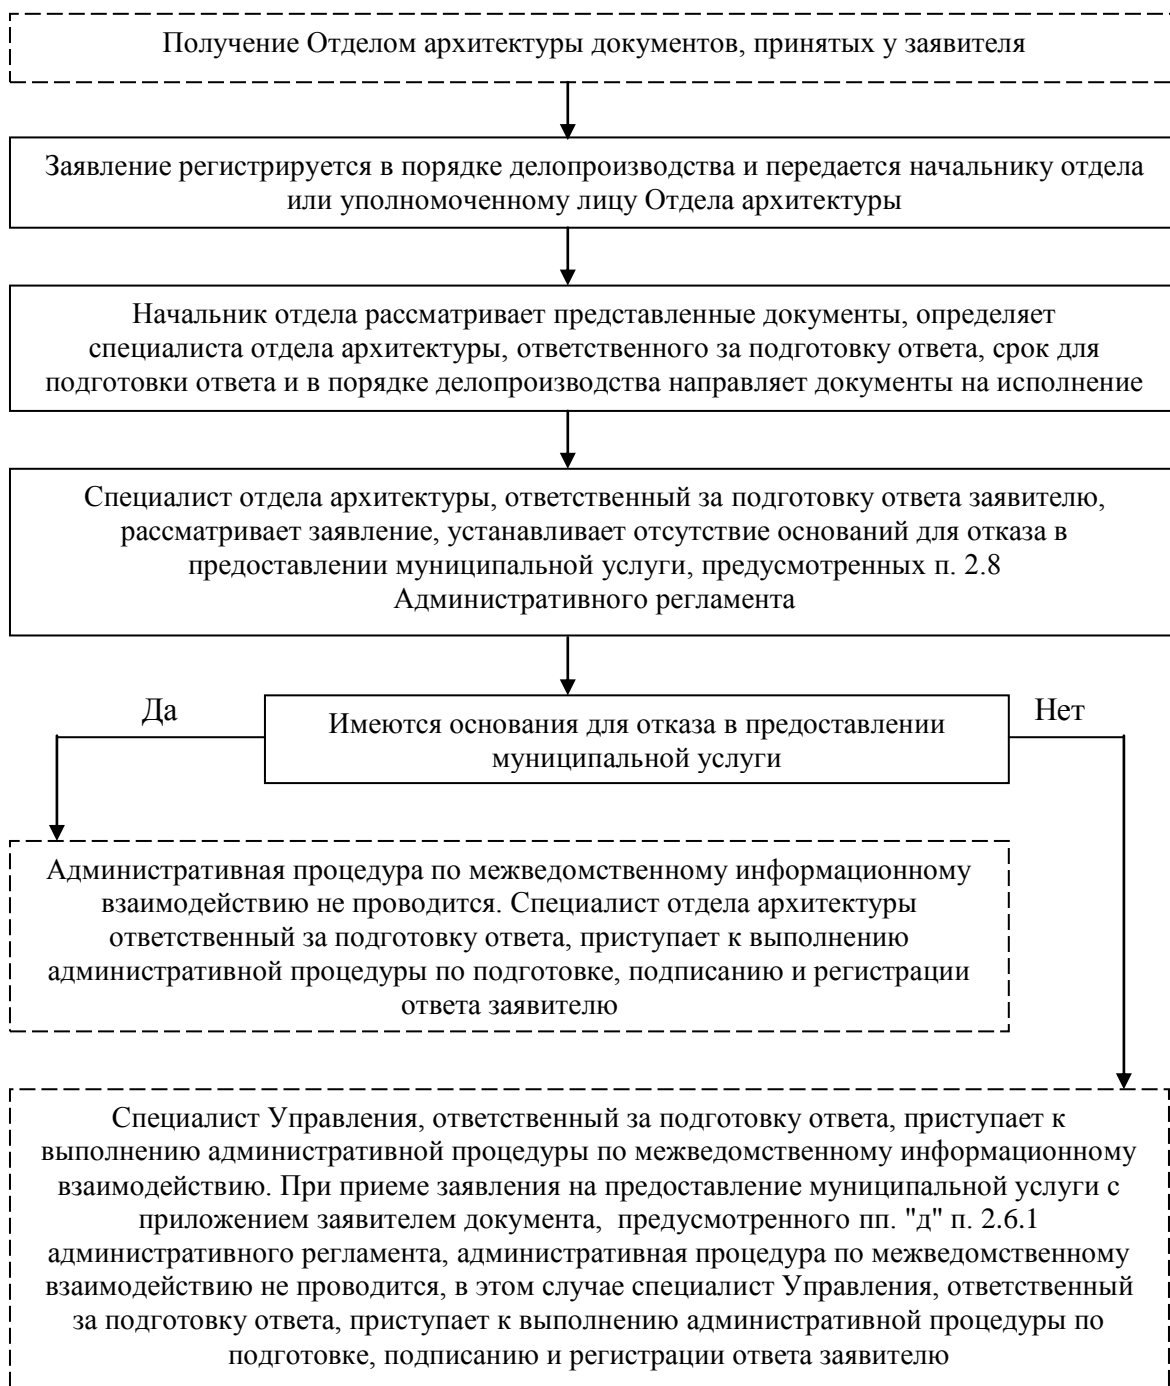 Получение Отделом архитектуры документов, принятых у заявителя
Заявление регистрируется в порядке делопроизводства и передается начальнику отдела
или уполномоченному лицу Отдела архитектуры
Начальник отдела рассматривает представленные документы, определяет
специалиста отдела архитектуры, ответственного за подготовку ответа, срок для
подготовки ответа и в порядке делопроизводства направляет документы на исполнение
Специалист отдела архитектуры, ответственный за подготовку ответа заявителю,
рассматривает заявление, устанавливает отсутствие оснований для отказа в
предоставлении муниципальной услуги, предусмотренных п. 2.8
Административного регламента
Да
Имеются основания для отказа в предоставлении
муниципальной услуги
Нет
Административная процедура по межведомственному информационному
взаимодействию не проводится. Специалист отдела архитектуры
ответственный за подготовку ответа, приступает к выполнению
административной процедуры по подготовке, подписанию и регистрации
ответа заявителю
Специалист Управления, ответственный за подготовку ответа, приступает к
выполнению административной процедуры по межведомственному информационному
взаимодействию. При приеме заявления на предоставление муниципальной услуги с
приложением заявителем документа,  предусмотренного пп. "д" п. 2.6.1
административного регламента, административная процедура по межведомственному
взаимодействию не проводится, в этом случае специалист Управления, ответственный
за подготовку ответа, приступает к выполнению административной процедуры по
подготовке, подписанию и регистрации ответа заявителю